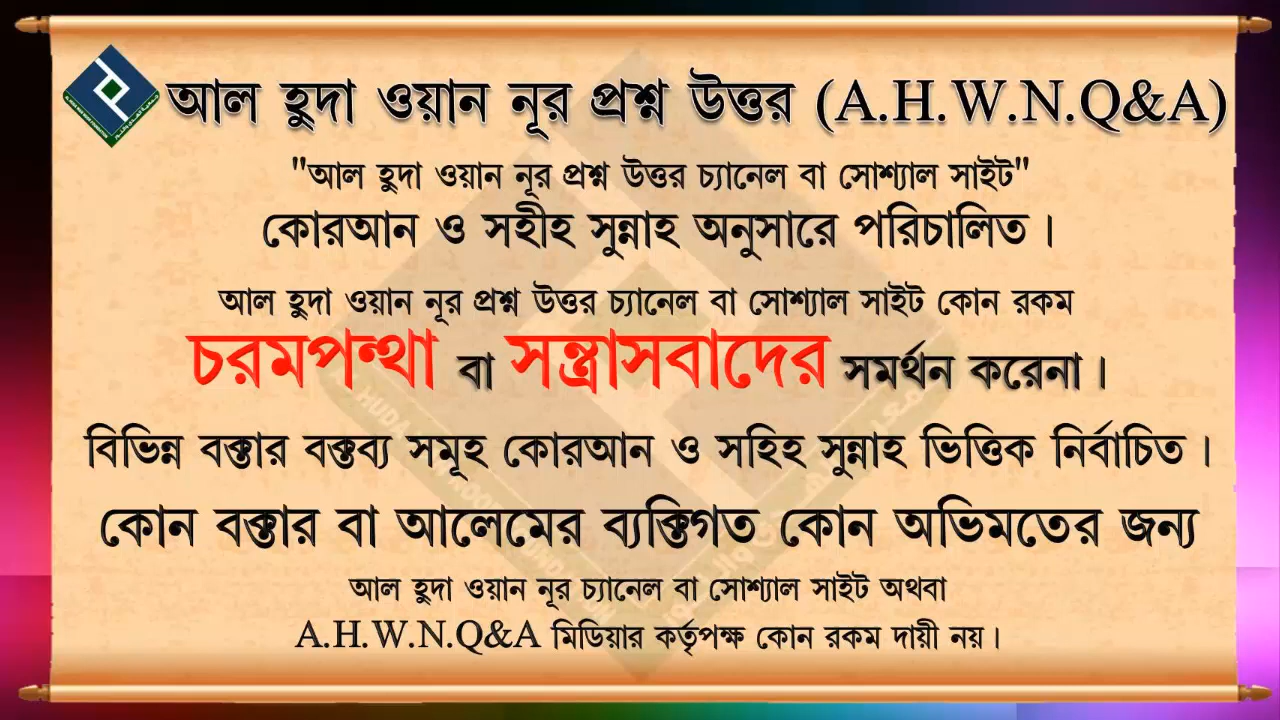 আল হুদা ওয়ান নূর প্রশ্ন উত্তর (A.H.W.N.Q&A)
"আল হুদা ওয়ান নূর প্রশ্ন উত্তর চ্যানেল বা সোশ্যাল সাইট"
কোরআন ও সহীহ সুন্নাহ অনুসারে পরিচালিত।
আল হুদা ওয়ান নূর প্রশ্ন উত্তর চ্যানেল বা সোশ্যাল সাইট কোন রকম
চরমপন্থা বা সন্ত্রাসবাদের সমর্থন করেনা।
বিভিন্ন বক্তার বক্তব্য সমূহ কোরআন ও সহিহ সুন্নাহ ভিত্তিক নির্বাচিত।
কোন বক্তার বা আলেমের ব্যক্তিগত কোন অভিমতের জন্য
আল হুদা ওয়ান নূর চ্যানেল বা সোশ্যাল সাইট অথবা
A.H.W.N.Q&A মিডিয়ার কর্তৃপক্ষ কোন রকম দায়ী নয়।